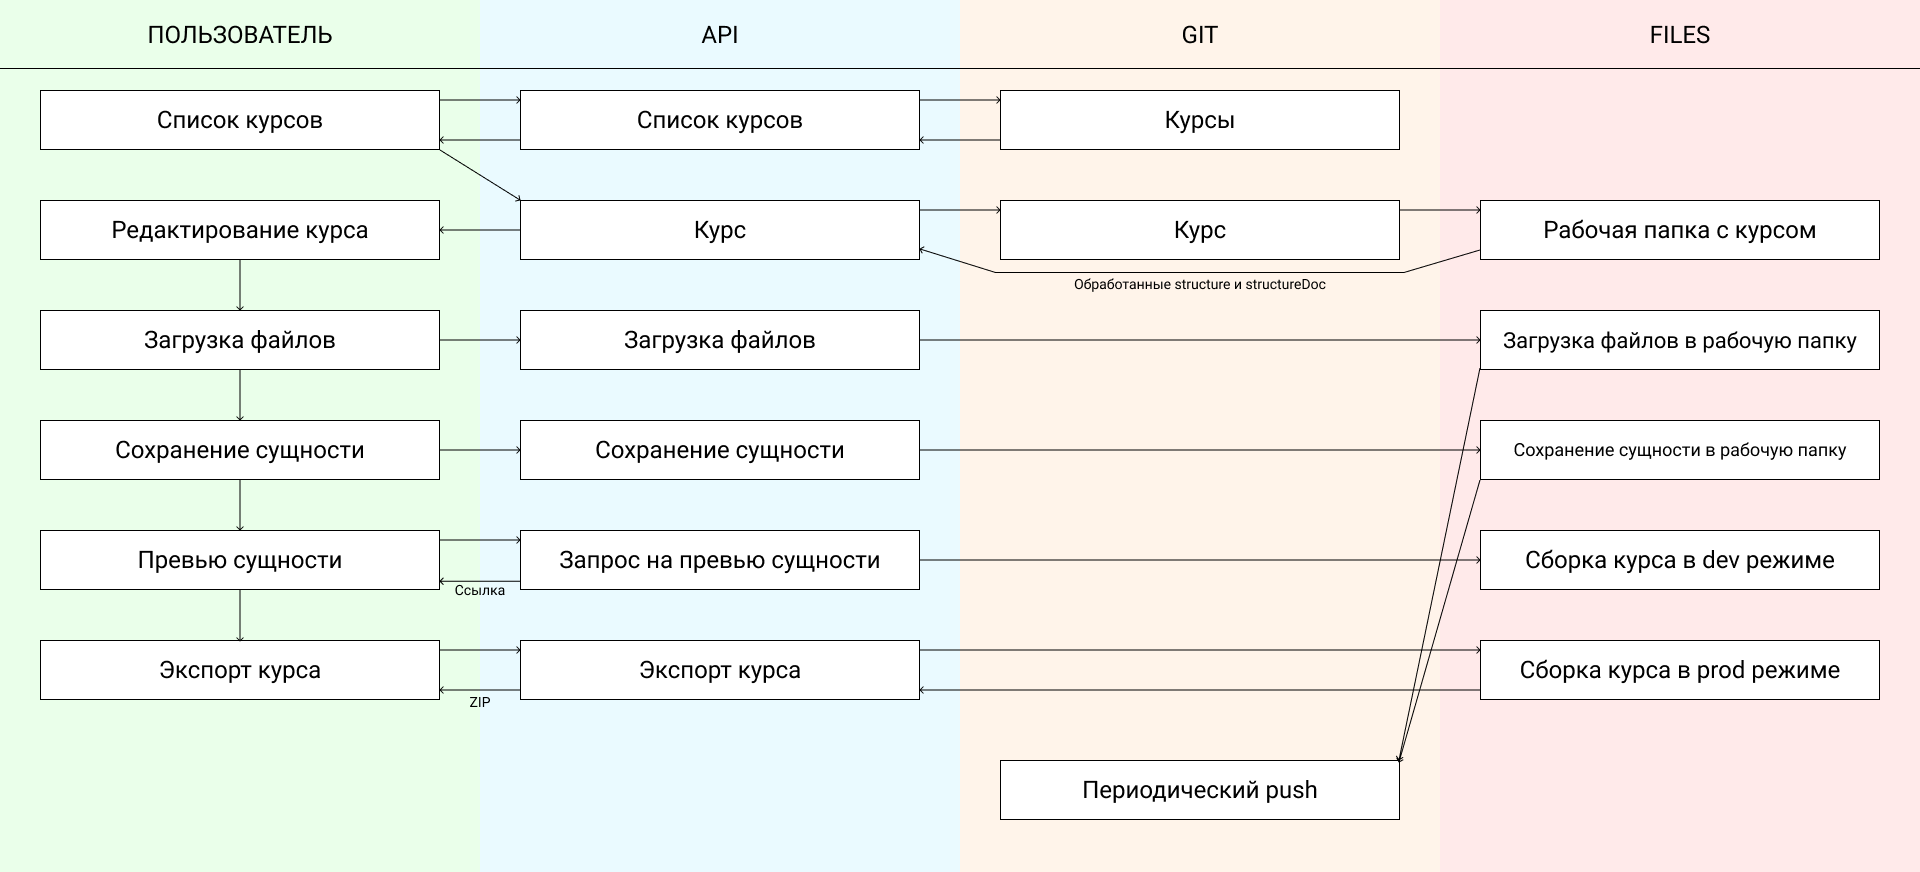 ПОЛЬЗОВАТЕЛЬ
API
GIT
FILES
Список курсов
Список курсов
Курсы
Редактирование курса
Курс
Курс
Рабочая папка с курсом
Обработанные structure и structureDoc
Загрузка файлов
Загрузка файлов
Загрузка файлов в рабочую папку
Сохранение сущности
Сохранение сущности
Сохранение сущности в рабочую папку
Превью сущности
Запрос на превью сущности
Сборка курса в dev режиме
Ссылка
Экспорт курса
Экспорт курса
Сборка курса в prod режиме
ZIP
Периодический push